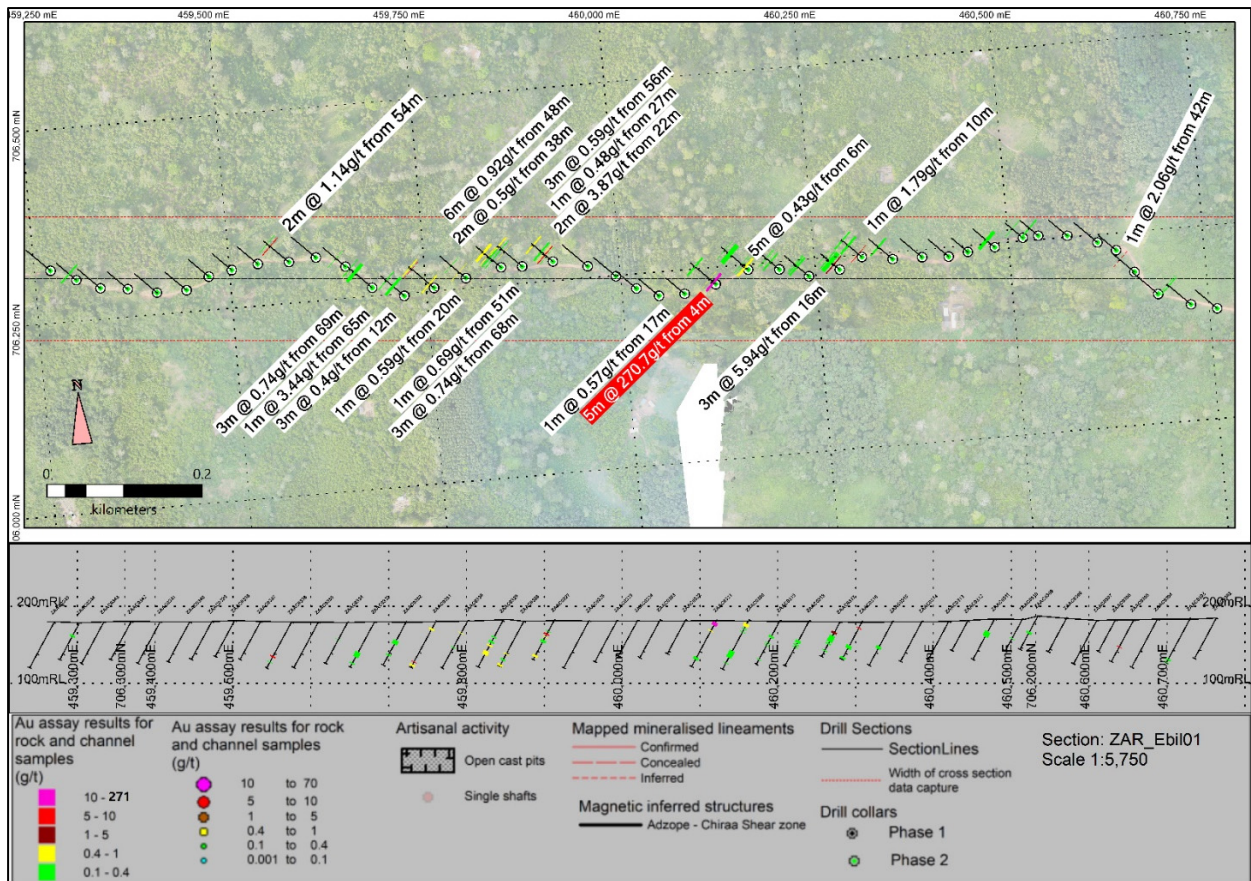 459,250 mE
459,500 mE
459,750 mE
460,000 mE
460,250 mE
460,500 mE
460,750 mE
706,500 mN
706,250 mN
06,000 mN
2m @ 1.14g/t from 54m
6m @ 0.92g/t from 48m
2m @ 0.5g/t from 38m
3m @ 0.59g/t from 56m
1m @ 0.48g/t from 27m
2m @ 3.87g/t from 22m
5m @ 0.43g/t from 6m
1m @ 1.79g/t from 10m
1m @ 2.06g/t from 42m
3m @ 0.74g/t from 69m
1m @ 3.44g/t from 65m
3m @ 0.4g/t from 12m
1m @ 0.59g/t from 20m
1m @ 0.69g/t from 51m
3m @ 0.74g/t from 68m
1m @ 0.57g/t from 17m
5m @ 270.7g/t from 4m
3m @ 5.94g/t from 16m
N
0. 0.2
kilometers
200mRL
200mRL
100mRL
100mRL
459,300mE
706,300mN
459,400mE
459,500mE
459,800mE
460,000mE
460,200mE
460,400mE
460,500mE
706,200mN
460,600mE
460,700mE
Au assay results for
rock and channel
samples
(g/t)
10 - 271
5 - 10
1 - 5
0.4 - 1
0.1 - 0.4
Au assay results for rock
and channel samples
(g/t)
10 to 70
5 to 10
1 to 5
0.4 to 1
0.1 to 0.4
0.001 to 0.1
Artisanal activity
Open cast pits
Single shafts
Mapped mineralised lineaments
Confirmed
Concealed
Inferred
Magnetic inferred structures
Adzope - Chiraa Shear zone
Drill Sections
SectionLines
Width of cross section
data capture
Drill collars
Phase 1
Phase 2
Section: ZAR_Ebil01
Scale 1:5,750